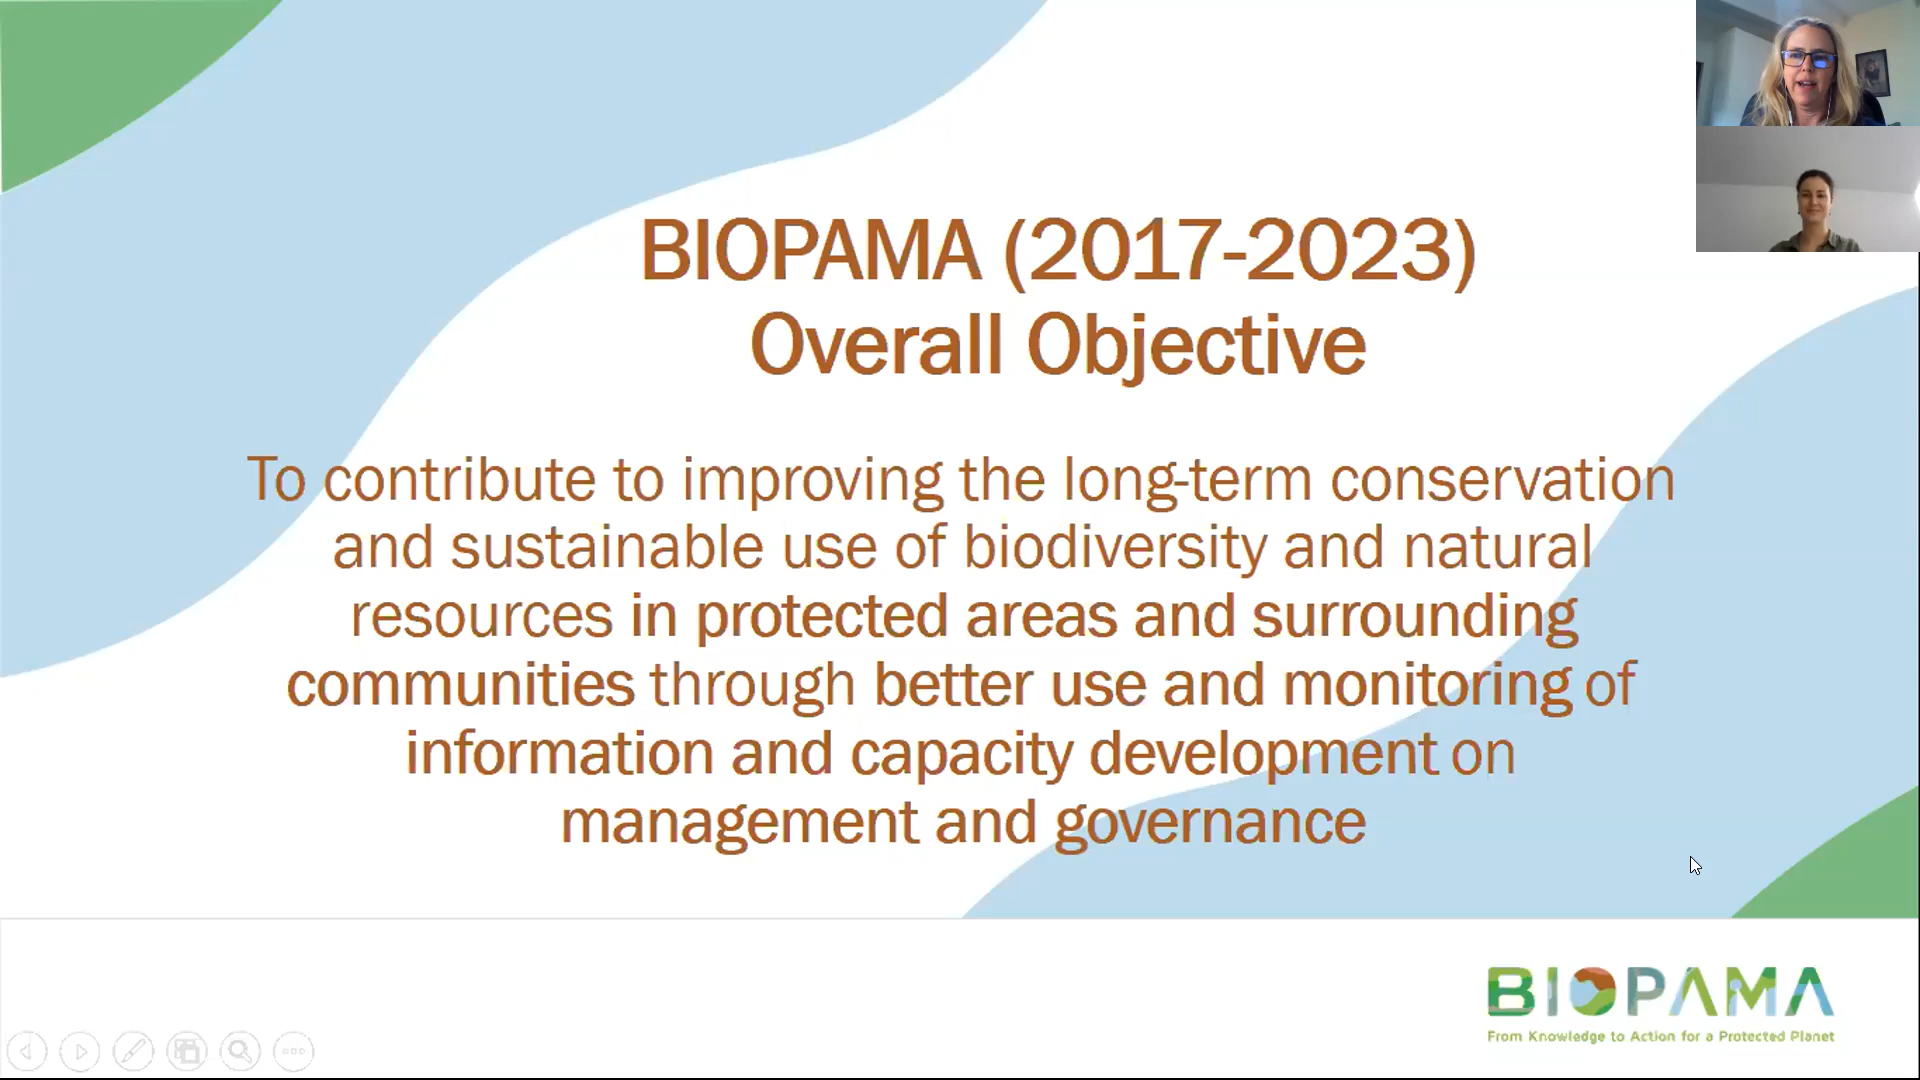 BIOPAMA (2017-2023)
Overall Objective
To contribute to improving the long-term conservation
and sustainable use of biodiversity and natural
resources in protected areas and surrounding
communities through better use and monitoring of
information and capacity development on
management and governance
BIOPAMA
From Knowledge to Action for a Protected Planet